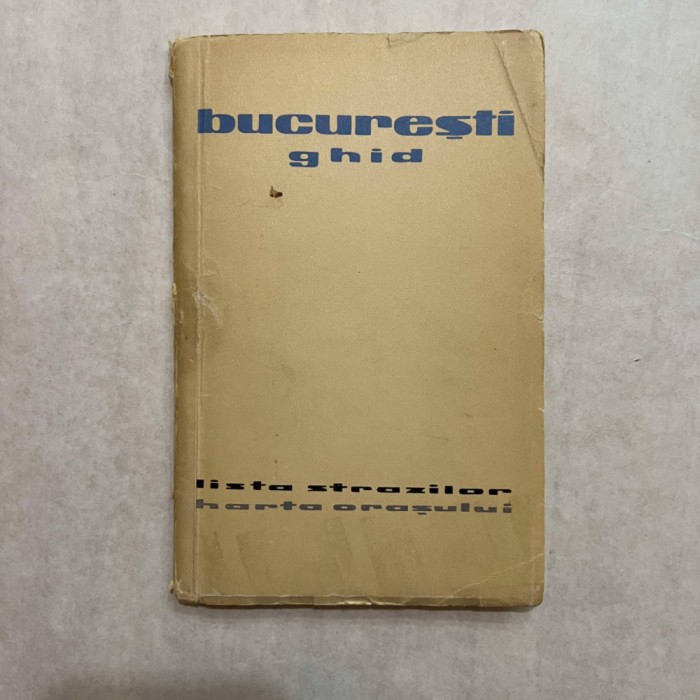 bucurești
ghid
lista strazilor
harta orașului